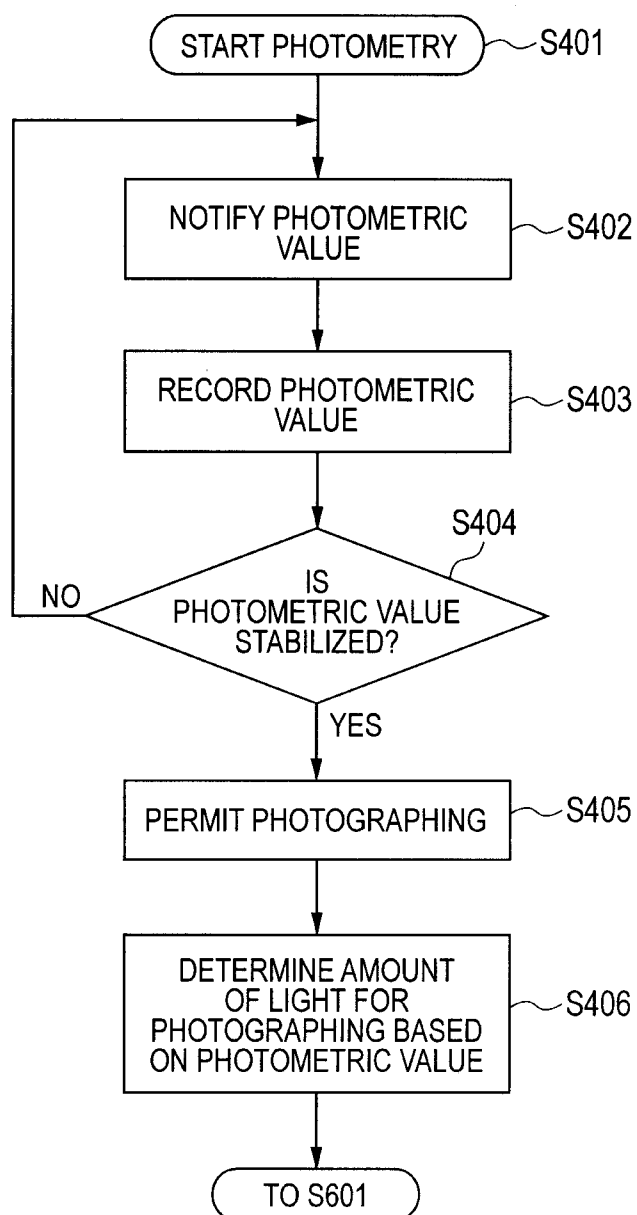 START PHOTOMETRY
S401
NOTIFY PHOTOMETRIC
VALUE
S402
RECORD PHOTOMETRIC
VALUE
S403
S404
IS
PHOTOMETRIC VALUE
STABILIZED?
NO
YES
PERMIT PHOTOGRAPHING
S405
DETERMINE AMOUNT
OF LIGHT FOR
PHOTOGRAPHING BASED
ON PHOTOMETRIC VALUE
S406
TO S601